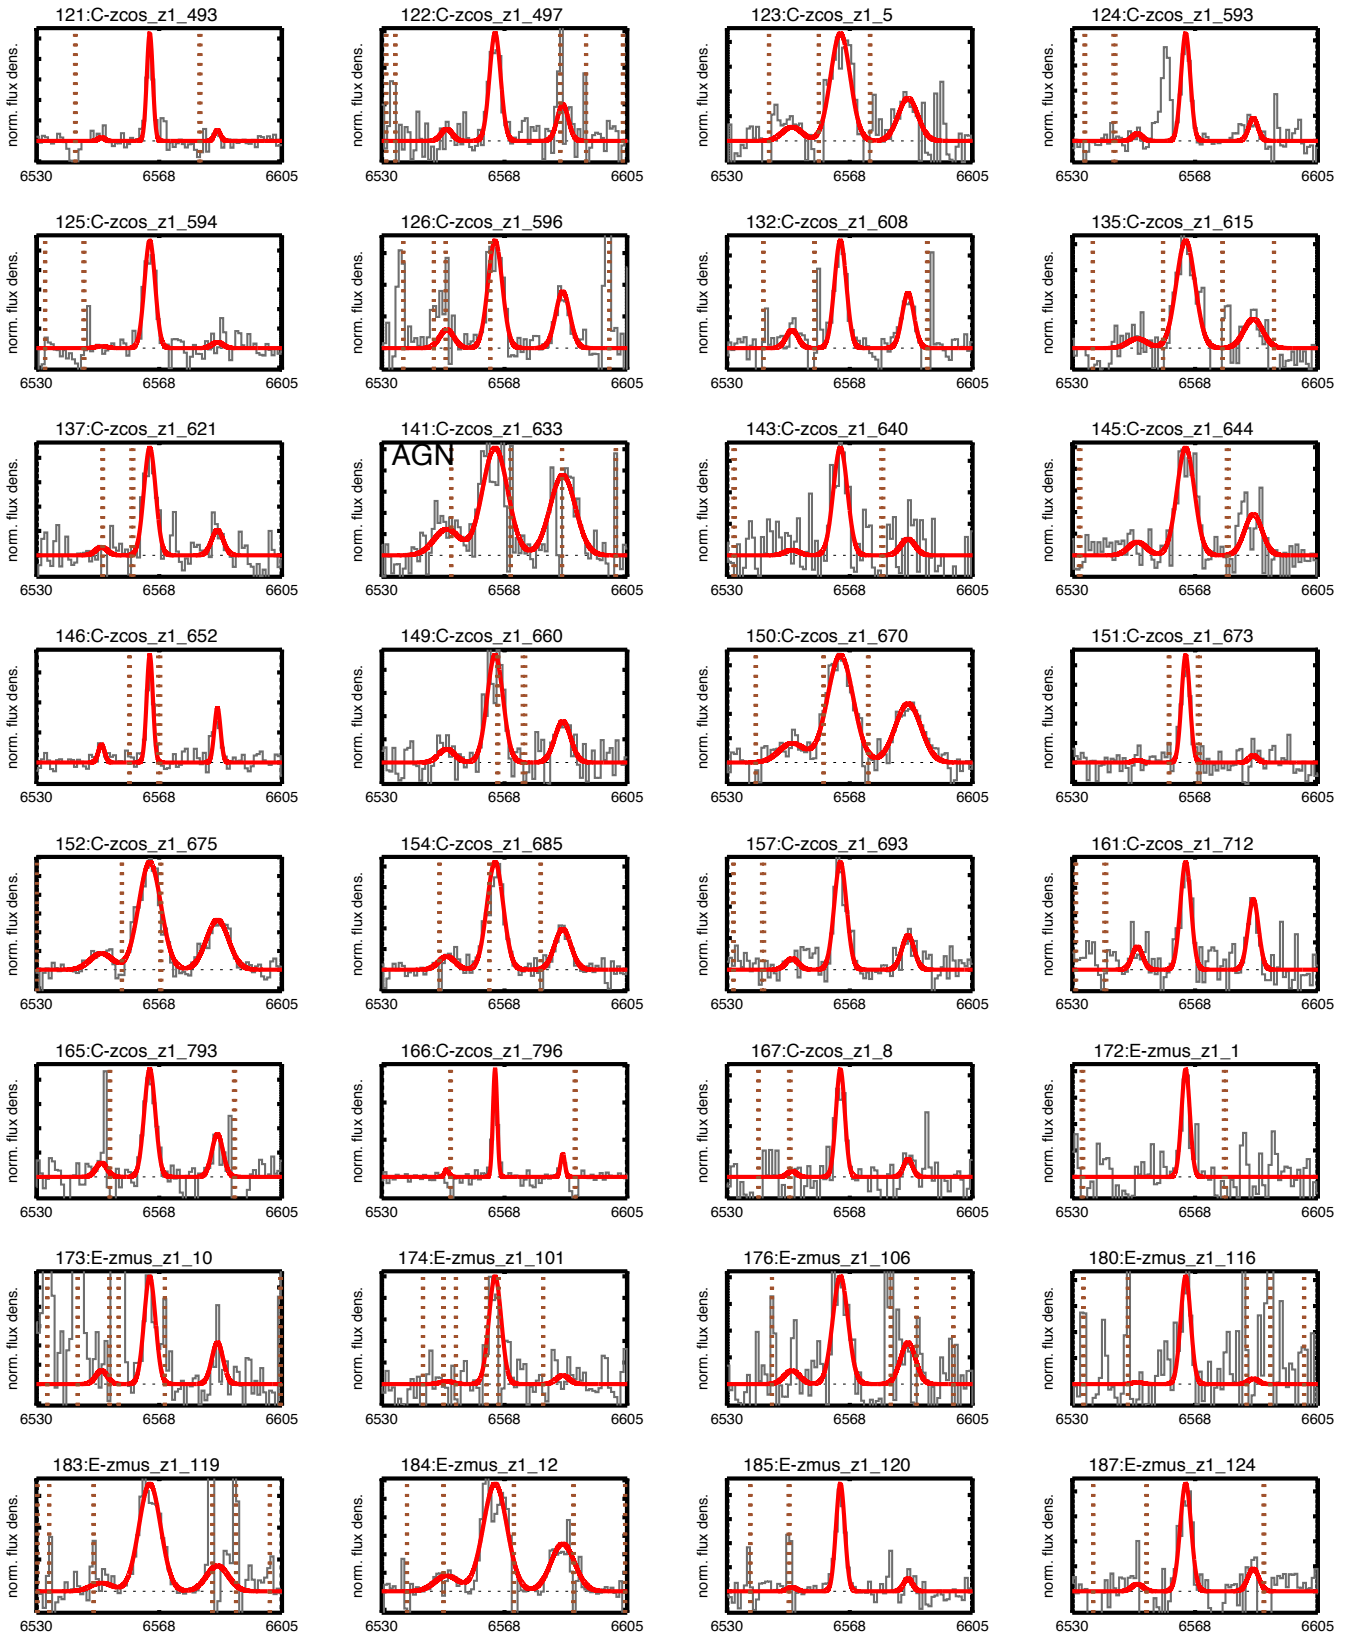 121:C-zcos_z1_493 122:C-zcos_z1_497 123:C-zcos_z1_5 124:C-zcos_z1_593
norm. flux dens. norm. flux dens. norm. flux dens. norm. flux dens.
6530 6568 6605 6530 6568 6605 6530 6568 6605 6530 6568 6605
125:C-zcos_z1_594 126:C-zcos_z1_596 132:C-zcos_z1_608 135:C-zcos_z1_615
norm. flux dens. norm. flux dens. norm. flux dens. norm. flux dens.
6530 6568 6605 6530 6568 6605 6530 6568 6605 6530 6568 6605
137:C-zcos_z1_621 141:C-zcos_z1_633 143:C-zcos_z1_640 145:C-zcos_z1_644
AGN
norm. flux dens. norm. flux dens. norm. flux dens. norm. flux dens.
6530 6568 6605 6530 6568 6605 6530 6568 6605 6530 6568 6605
146:C-zcos_z1_652 149:C-zcos_z1_660 150:C-zcos_z1_670 151:C-zcos_z1_673
norm. flux dens. norm. flux dens. norm. flux dens. norm. flux dens.
6530 6568 6605 6530 6568 6605 6530 6568 6605 6530 6568 6605
152:C-zcos_z1_675 154:C-zcos_z1_685 157:C-zcos_z1_693 161:C-zcos_z1_712
norm. flux dens. norm. flux dens. norm. flux dens. norm. flux dens.
6530 6568 6605 6530 6568 6605 6530 6568 6605 6530 6568 6605
165:C-zcos_z1_793 166:C-zcos_z1_796 167:C-zcos_z1_8 172:E-zmus_z1_1
norm. flux dens. norm. flux dens. norm. flux dens. norm. flux dens.
6530 6568 6605 6530 6568 6605 6530 6568 6605 6530 6568 6605
173:E-zmus_z1_10 174:E-zmus_z1_101 176:E-zmus_z1_106 180:E-zmus_z1_116
norm. flux dens. norm. flux dens. norm. flux dens. norm. flux dens.
6530 6568 6605 6530 6568 6605 6530 6568 6605 6530 6568 6605
183:E-zmus_z1_119 184:E-zmus_z1_12 185:E-zmus_z1_120 187:E-zmus_z1_124
norm. flux dens. norm. flux dens. norm. flux dens. norm. flux dens.
6530 6568 6605 6530 6568 6605 6530 6568 6605 6530 6568 6605